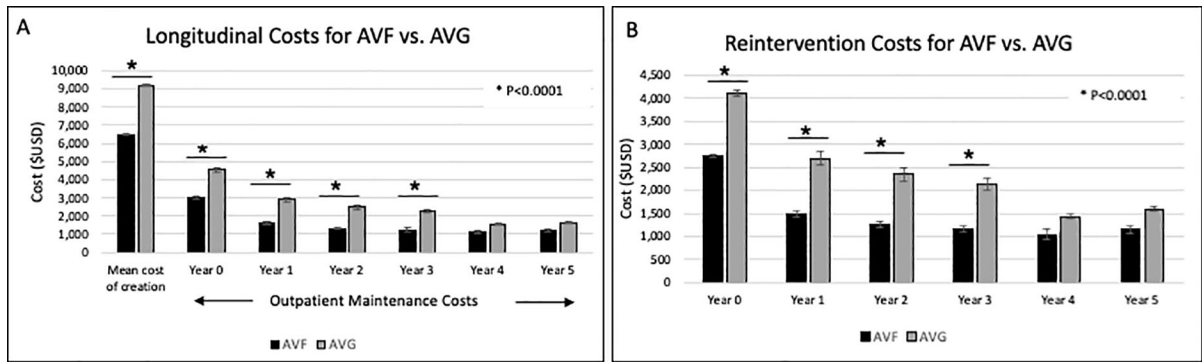 A
Longitudinal Costs for AVF vs. AVG
Cost ($USD)
10,000
9,000
8,000
7,000
6,000
5,000
4,000
3,000
2,000
1,000
0
*
*
*
*
*
* P<0.0001
Mean cost
of creation
Year 0
Year 1
Year 2
Year 3
Year 4
Year 5
Outpatient Maintenance Costs
AVF
AVG
B
Reintervention Costs for AVF vs. AVG
Cost ($USD)
4,500
4,000
3,500
3,000
2,500
2,000
1,500
1,000
500
0
*
*
*
*
* P<0.0001
Year 0
Year 1
Year 2
Year 3
Year 4
Year 5
AVF
AVG